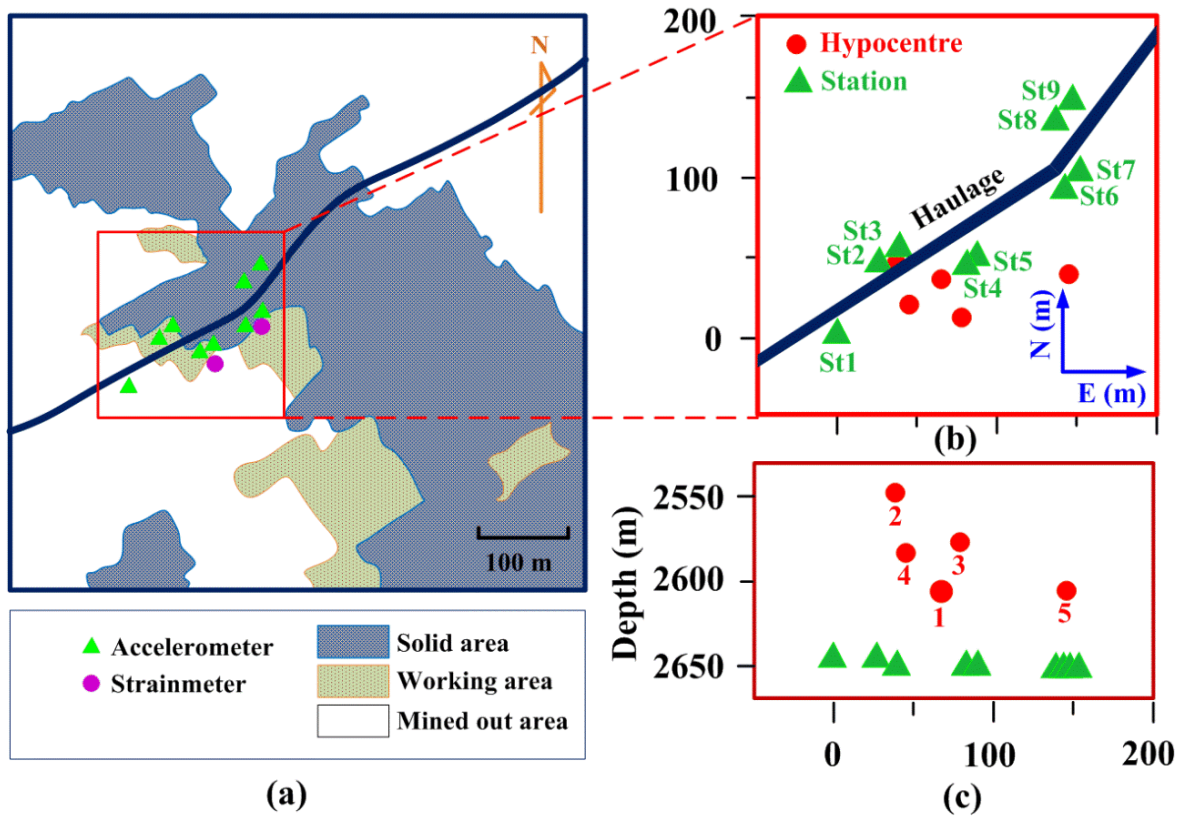 N
100 m
Accelerometer
Strainmeter
Solid area
Working area
Mined out area
(a)
200
100
0
Hypocentre
Station
St9
St8
St7
St6
Haulage
St3
St2
St5
St4
St1
N (m)
E (m)
(b)
Depth (m)
2550
2600
2650
2
4
3
1
5
0
100
200
(c)